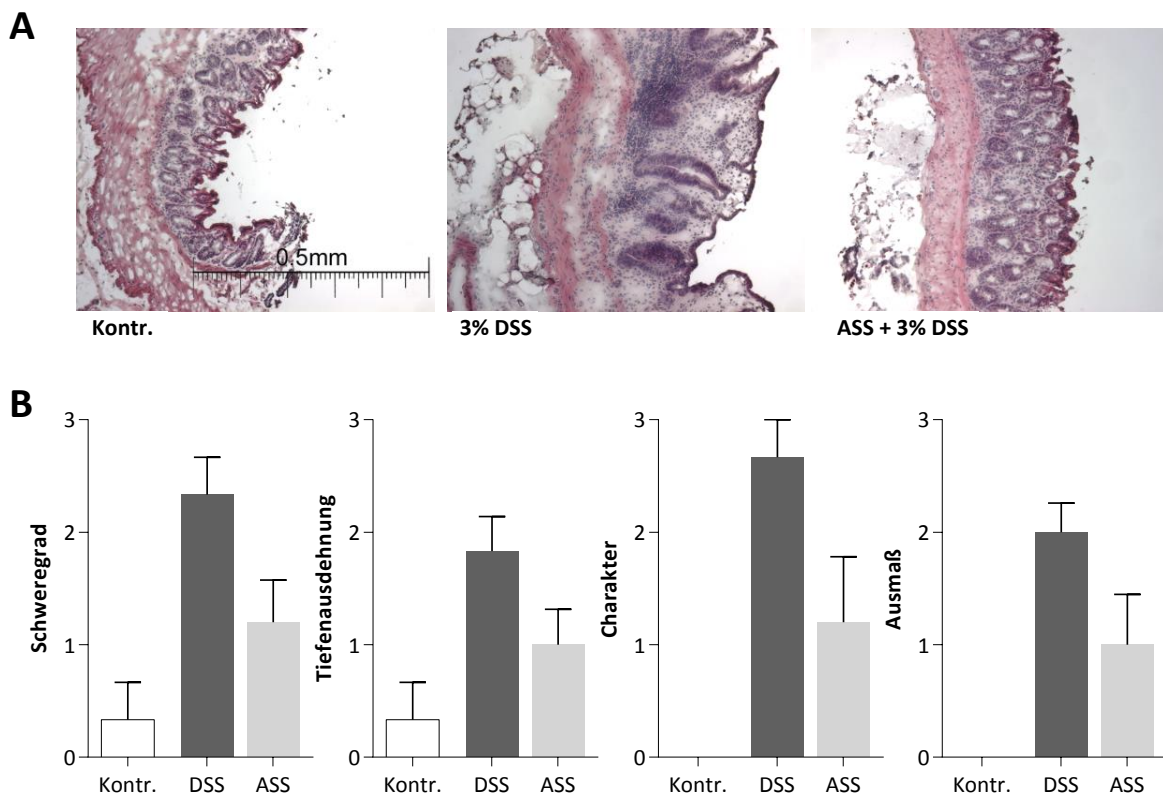 A
0.5mm
Kontr.
3% DSS
ASS + 3% DSS
B
Schweregrad
3
2
1
0
Kontr. DSS ASS
Tiefenausdehnung
3
2
1
0
Kontr. DSS ASS
Charakter
3
2
1
0
Kontr. DSS ASS
Ausmaß
3
2
1
0
Kontr. DSS ASS